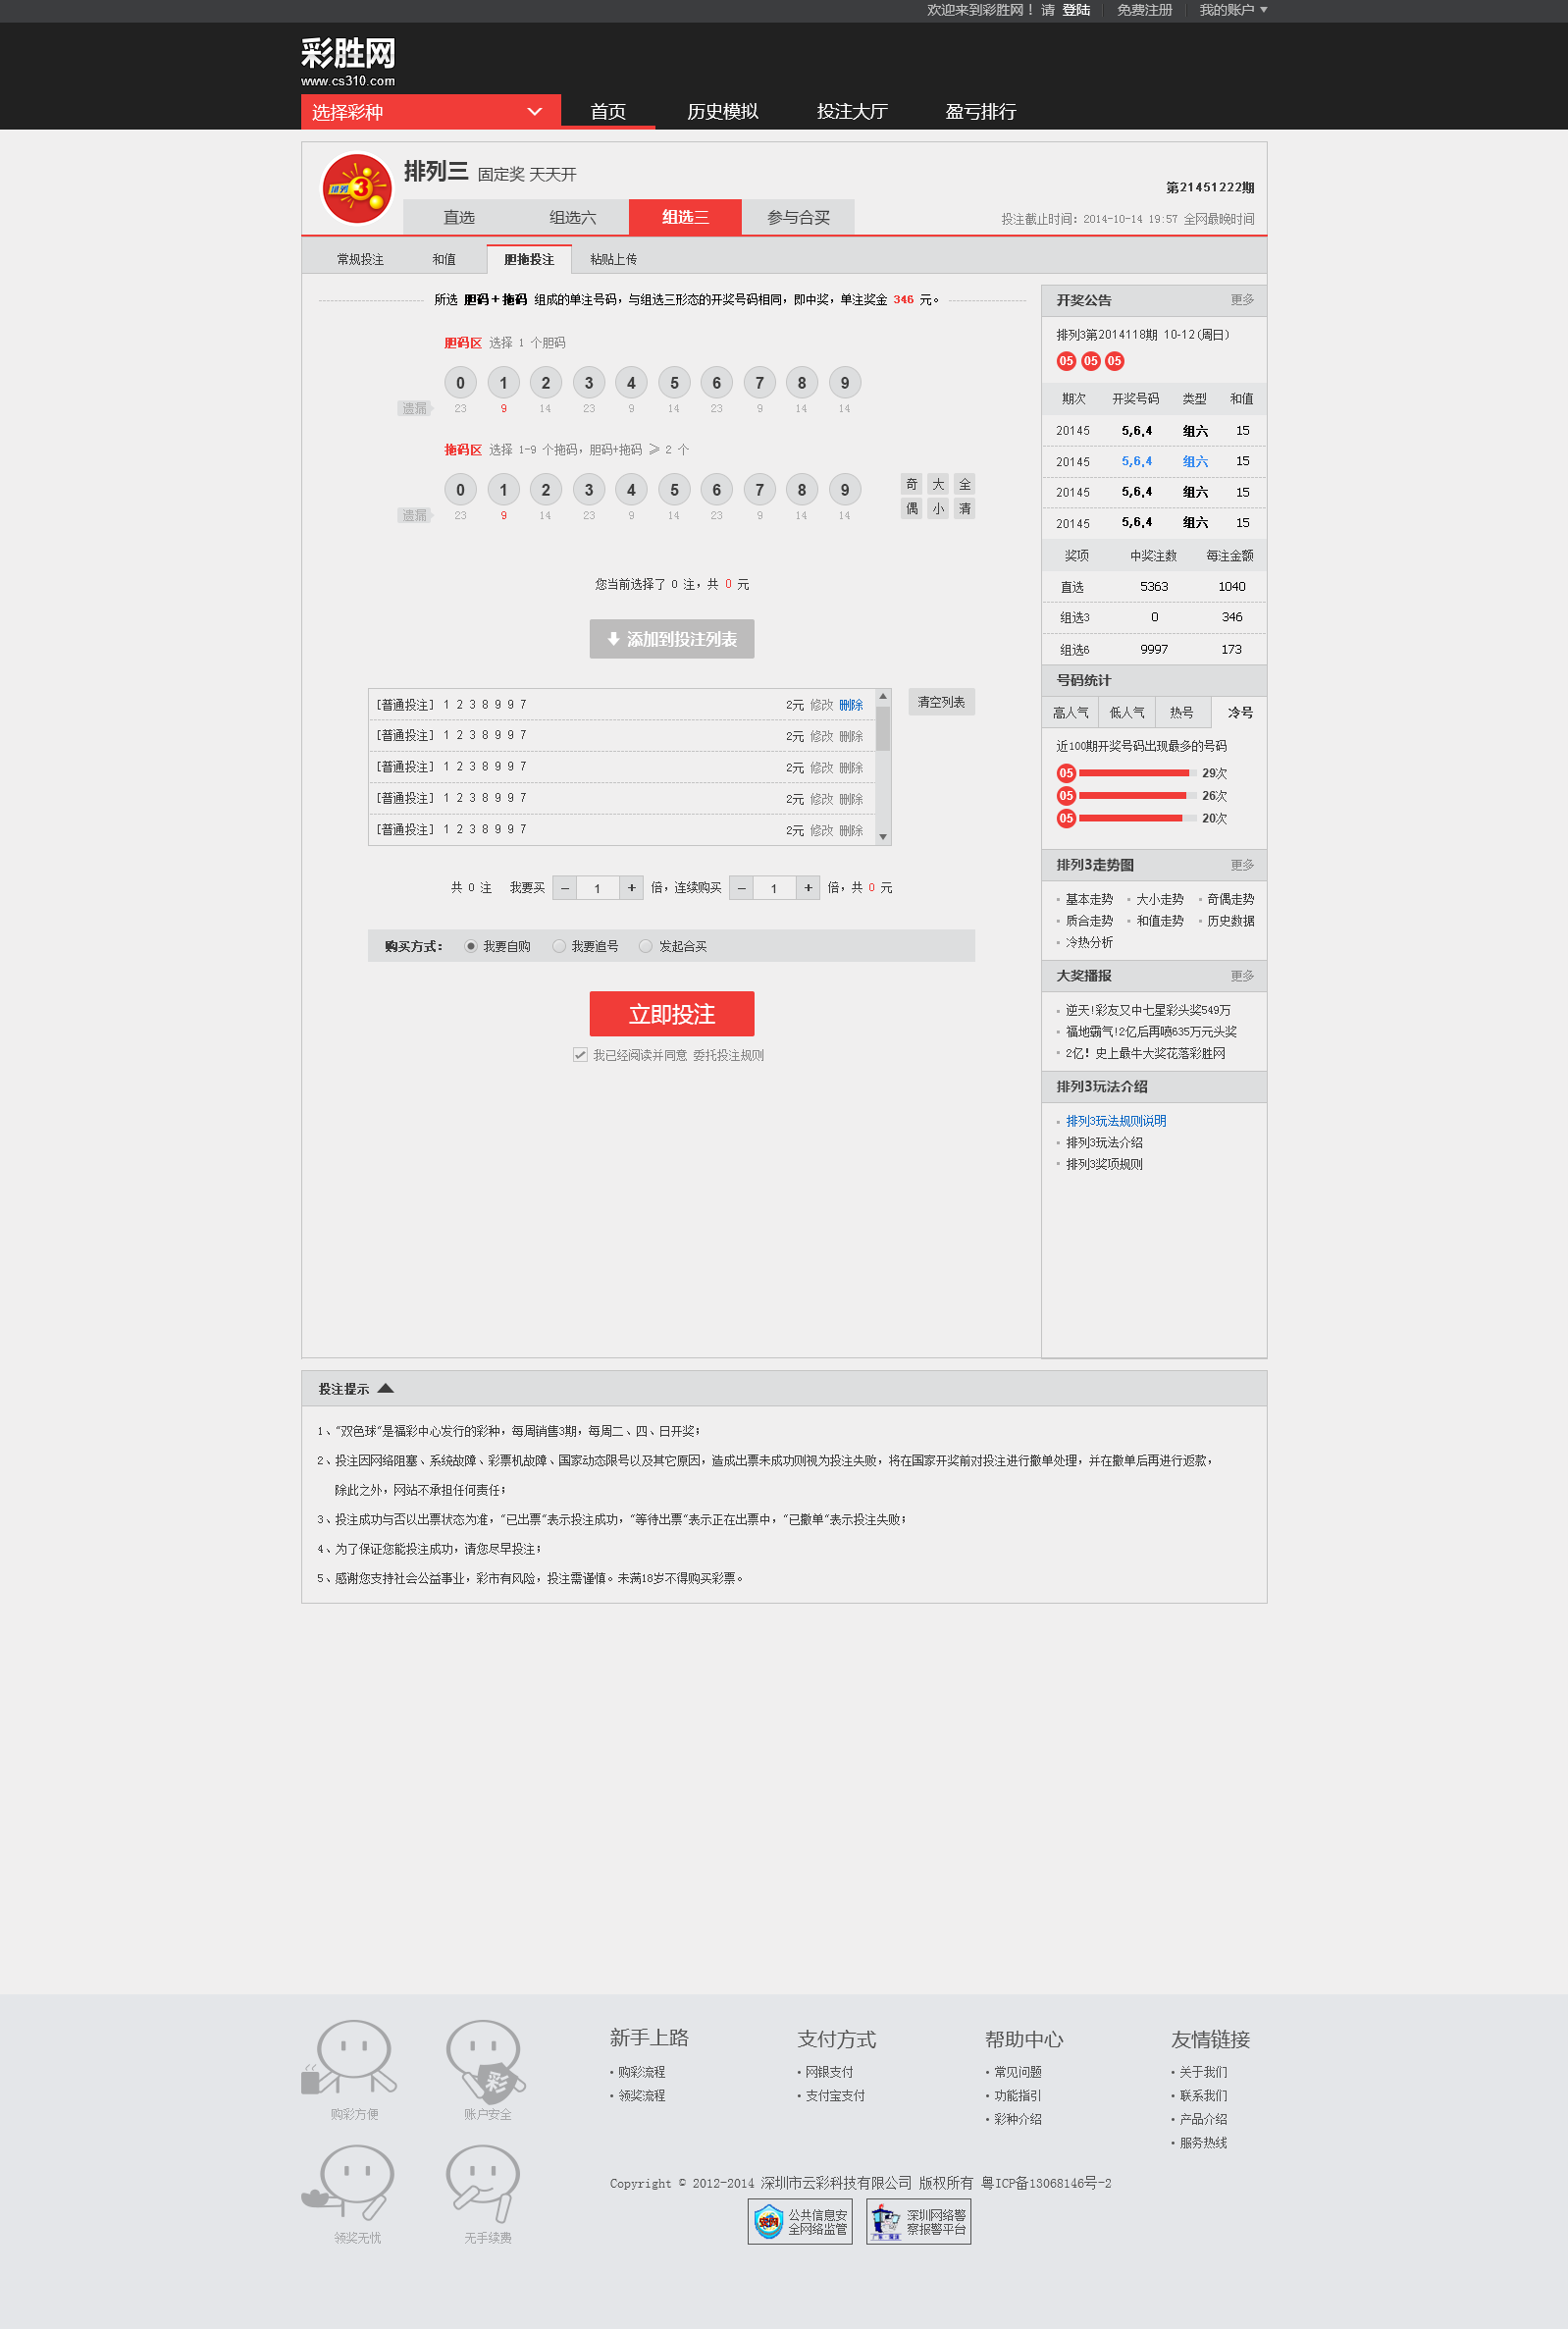 欢迎来到彩胜网！请 登陆 免费注册 我的账户
彩胜网
www.cs310.com
选择彩种 首页 历史模拟 投注大厅 盈亏排行
排列三 固定奖 天天开
第21451222期
直选 组选六 组选三 参与合买
投注截止时间：2014-10-14 19:57 全网最晚时间
常规投注 和值 胆拖投注 粘贴上传
所选 胆码＋拖码 组成的单注号码，与组选三形态的开奖号码相同，即中奖，单注奖金 346 元。
胆码区 选择 1 个胆码
0 1 2 3 4 5 6 7 8 9
遗漏 23 9 14 23 9 14 23 9 14 14
拖码区 选择 1-9 个拖码，胆码+拖码 ≥ 2 个
0 1 2 3 4 5 6 7 8 9
奇 大 全
偶 小 清
遗漏 23 9 14 23 9 14 23 9 14 14
您当前选择了 0 注，共 0 元
添加到投注列表
[普通投注] 1 2 3 8 9 9 7 2元 修改 删除
[普通投注] 1 2 3 8 9 9 7 2元 修改 删除
[普通投注] 1 2 3 8 9 9 7 2元 修改 删除
[普通投注] 1 2 3 8 9 9 7 2元 修改 删除
[普通投注] 1 2 3 8 9 9 7 2元 修改 删除
清空列表
共 0 注 我要买 － 1 + 倍，连续购买 － 1 + 倍，共 0 元
购买方式： 我要自购 我要追号 发起合买
立即投注
我已经阅读并同意 委托投注规则
开奖公告 更多
排列3第2014118期 10-12(周日)
05 05 05
期次 开奖号码 类型 和值
20145 5,6,4 组六 15
20145 5,6,4 组六 15
20145 5,6,4 组六 15
20145 5,6,4 组六 15
奖项 中奖注数 每注金额
直选 5363 1040
组选3 0 346
组选6 9997 173
号码统计
高人气 低人气 热号 冷号
近100期开奖号码出现最多的号码
05 29次
05 26次
05 20次
排列3走势图 更多
基本走势 大小走势 奇偶走势
质合走势 和值走势 历史数据
冷热分析
大奖播报 更多
逆天!彩友又中七星彩头奖549万
福地霸气!2亿后再喷635万元头奖
2亿！史上最牛大奖花落彩胜网
排列3玩法介绍
排列3玩法规则说明
排列3玩法介绍
排列3奖项规则
投注提示
1、“双色球”是福彩中心发行的彩种，每周销售3期，每周二、四、日开奖；
2、投注因网络阻塞、系统故障、彩票机故障、国家动态限号以及其它原因，造成出票未成功则视为投注失败，将在国家开奖前对投注进行撤单处理，并在撤单后再进行返款，
除此之外，网站不承担任何责任；
3、投注成功与否以出票状态为准，“已出票”表示投注成功，“等待出票”表示正在出票中，“已撤单”表示投注失败；
4、为了保证您能投注成功，请您尽早投注；
5、感谢您支持社会公益事业，彩市有风险，投注需谨慎。未满18岁不得购买彩票。
彩
购彩方便 账户安全
领奖无忧 无手续费
新手上路
购彩流程
领奖流程
支付方式
网银支付
支付宝支付
帮助中心
常见问题
功能指引
彩种介绍
友情链接
关于我们
联系我们
产品介绍
服务热线
Copyright © 2012-2014 深圳市云彩科技有限公司 版权所有 粤ICP备13068146号-2
公共信息安
全网络监管
深圳网络警
察报警平台